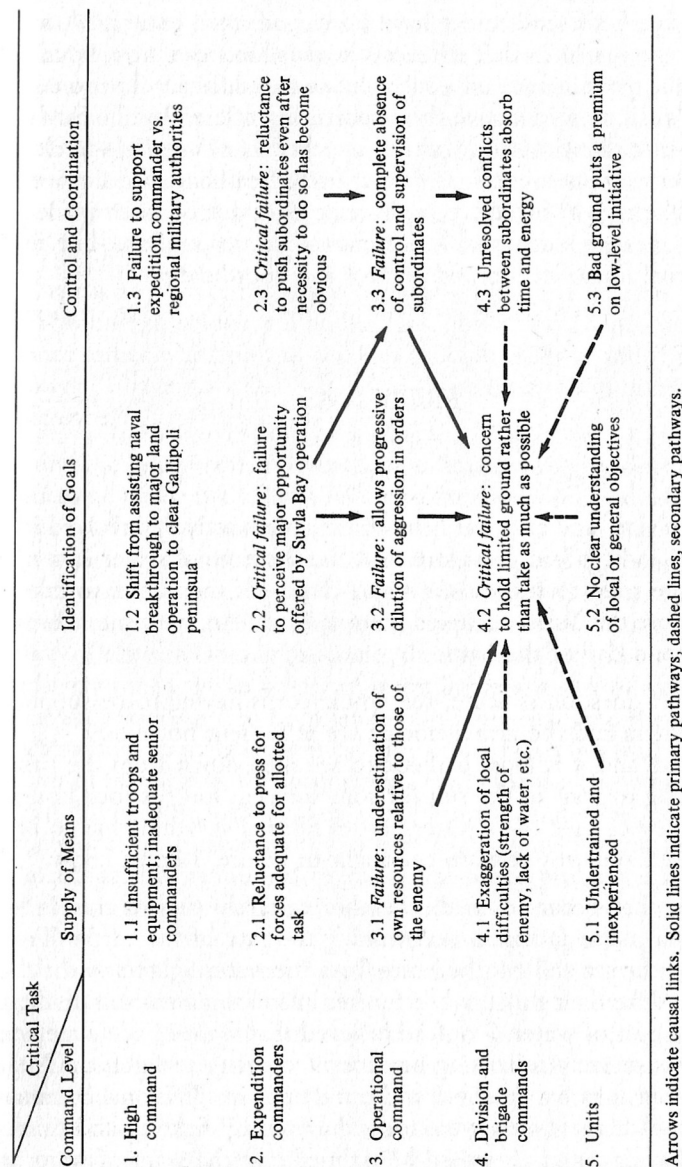 Critical Task
Command Level
Supply of Means
Identification of Goals
Control and Coordination
1. High
command
1.1 Insufficient troops and
equipment; inadequate senior
commanders
1.2 Shift from assisting naval
breakthrough to major land
operation to clear Gallipoli
peninsula
1.3 Failure to support
expedition commander vs.
regional military authorities
2. Expedition
commanders
2.1 Reluctance to press for
forces adequate for allotted
task
2.2 Critical failure: failure
to perceive major opportunity
offered by Suvla Bay operation
2.3 Critical failure: reluctance
to push subordinates even after
necessity to do so has become
obvious
3. Operational
command
3.1 Failure: underestimation of
own resources relative to those of
the enemy
3.2 Failure: allows progressive
dilution of aggression in orders
3.3 Failure: complete absence
of control and supervision of
subordinates
4. Division and
brigade
commands
4.1 Exaggeration of local
difficulties (strength of
enemy, lack of water, etc.)
4.2 Critical failure: concern
to hold limited ground rather
than take as much as possible
4.3 Unresolved conflicts
between subordinates absorb
time and energy
5. Units
5.1 Undertrained and
inexperienced
5.2 No clear understanding
of local or general objectives
5.3 Bad ground puts a premium
on low-level initiative
Arrows indicate causal links. Solid lines indicate primary pathways; dashed lines, secondary pathways.